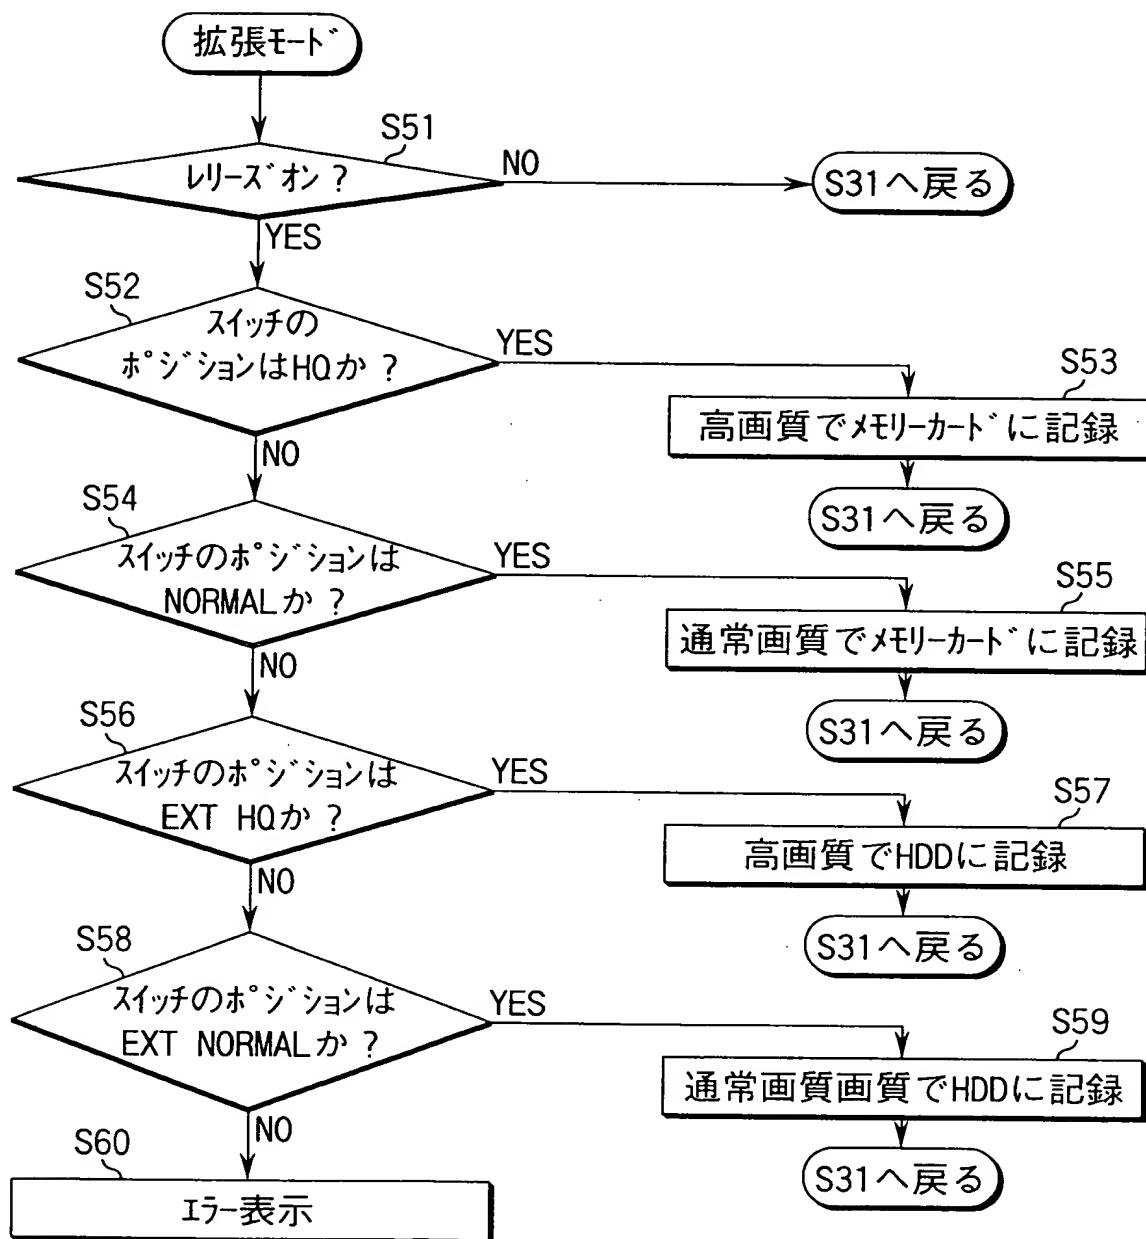 拡張ﾓｰﾄﾞ
S51
ﾚﾘｰｽﾞｵﾝ？
NO
S31へ戻る
YES
S52
ｽｲｯﾁの
ﾎﾟｼﾞｼｮﾝはHQか？
YES
S53
高画質でﾒﾓﾘｰｶｰﾄﾞに記録
NO
S31へ戻る
S54
ｽｲｯﾁのﾎﾟｼﾞｼｮﾝは
NORMALか？
YES
S55
通常画質でﾒﾓﾘｰｶｰﾄﾞに記録
NO
S31へ戻る
S56
ｽｲｯﾁのﾎﾟｼﾞｼｮﾝは
EXT HQか？
YES
S57
高画質でHDDに記録
NO
S31へ戻る
S58
ｽｲｯﾁのﾎﾟｼﾞｼｮﾝは
EXT NORMALか？
YES
S59
通常画質画質でHDDに記録
NO
S31へ戻る
S60
ｴﾗｰ表示